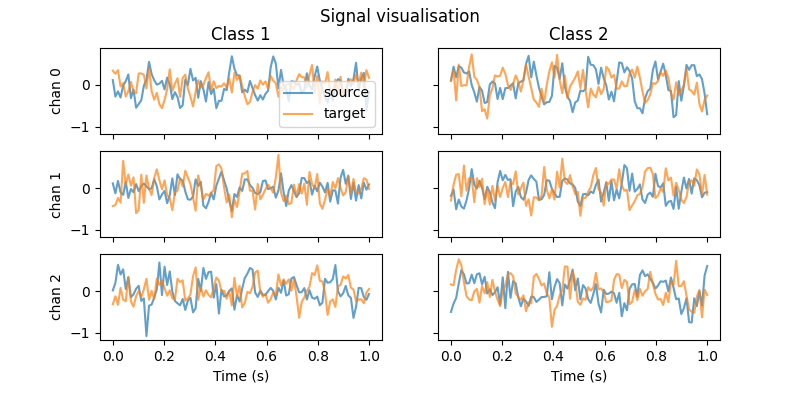 Signal visualisation
Class 1
Class 2
chan 0
0
−1
source
target
chan 1
0
−1
chan 2
0
−1
0.0 0.2 0.4 0.6 0.8 1.0
0.0 0.2 0.4 0.6 0.8 1.0
Time (s)
Time (s)